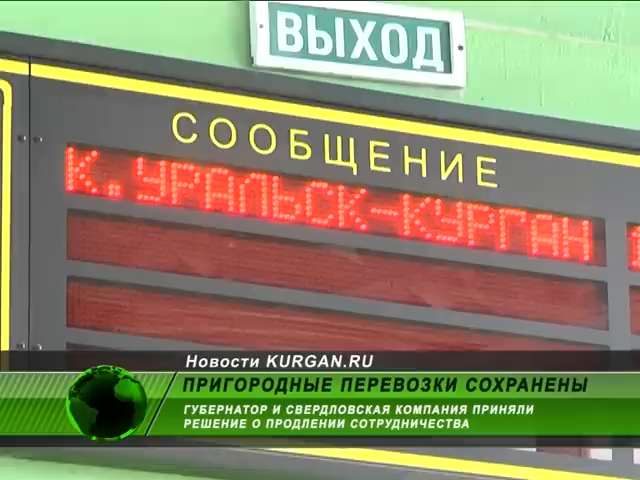 ВЫХОД
СООБЩЕНИЕ
К.УРАЛЬСК-КУРГАН
Новости KURGAN.RU
ПРИГОРОДНЫЕ ПЕРЕВОЗКИ СОХРАНЕНЫ
ГУБЕРНАТОР И СВЕРДЛОВСКАЯ КОМПАНИЯ ПРИНЯЛИ
РЕШЕНИЕ О ПРОДЛЕНИИ СОТРУДНИЧЕСТВА